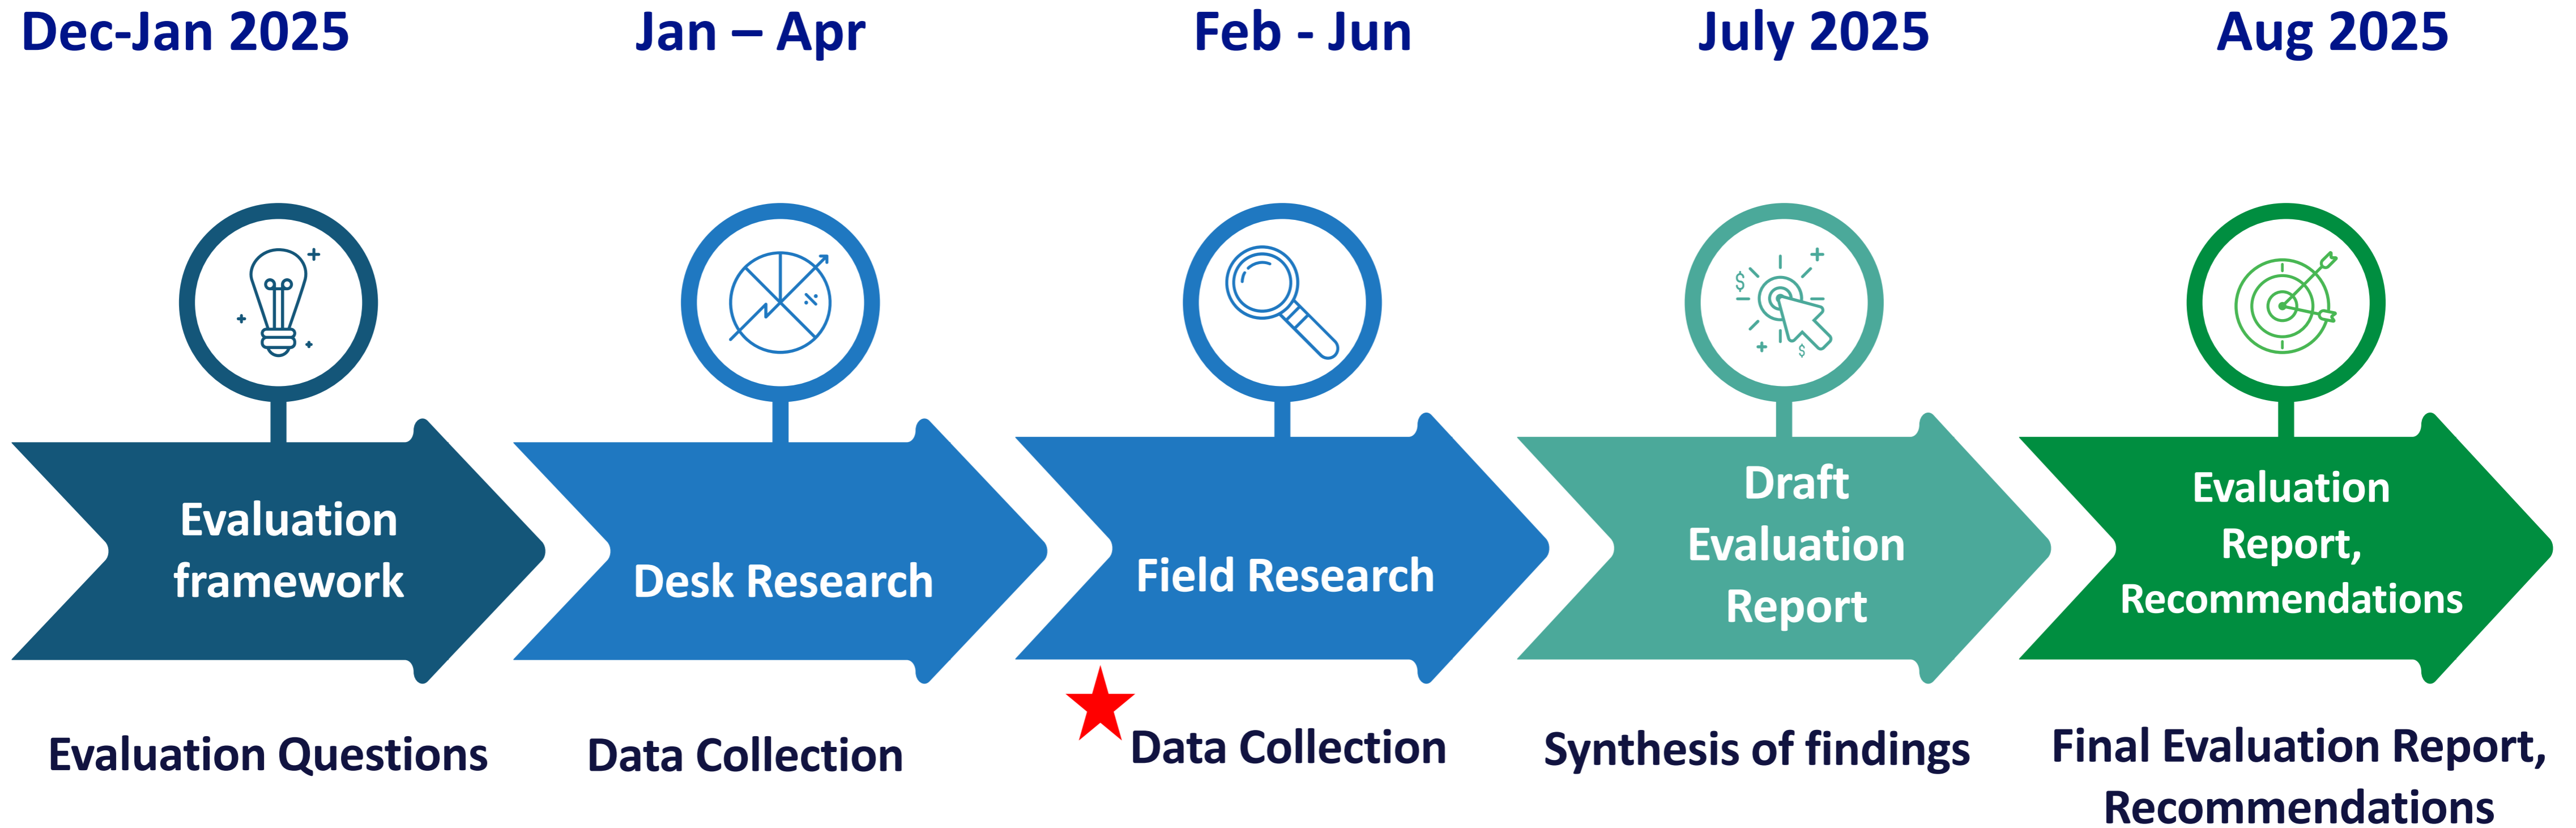 Dec-Jan 2025
Jan – Apr
Feb - Jun
July 2025
Aug 2025
$
$
%
Evaluation
framework
Desk Research
Field Research
Draft
Evaluation
Report
Evaluation
Report,
Recommendations
Evaluation Questions
Data Collection
Data Collection
Synthesis of findings
Final Evaluation Report,
Recommendations